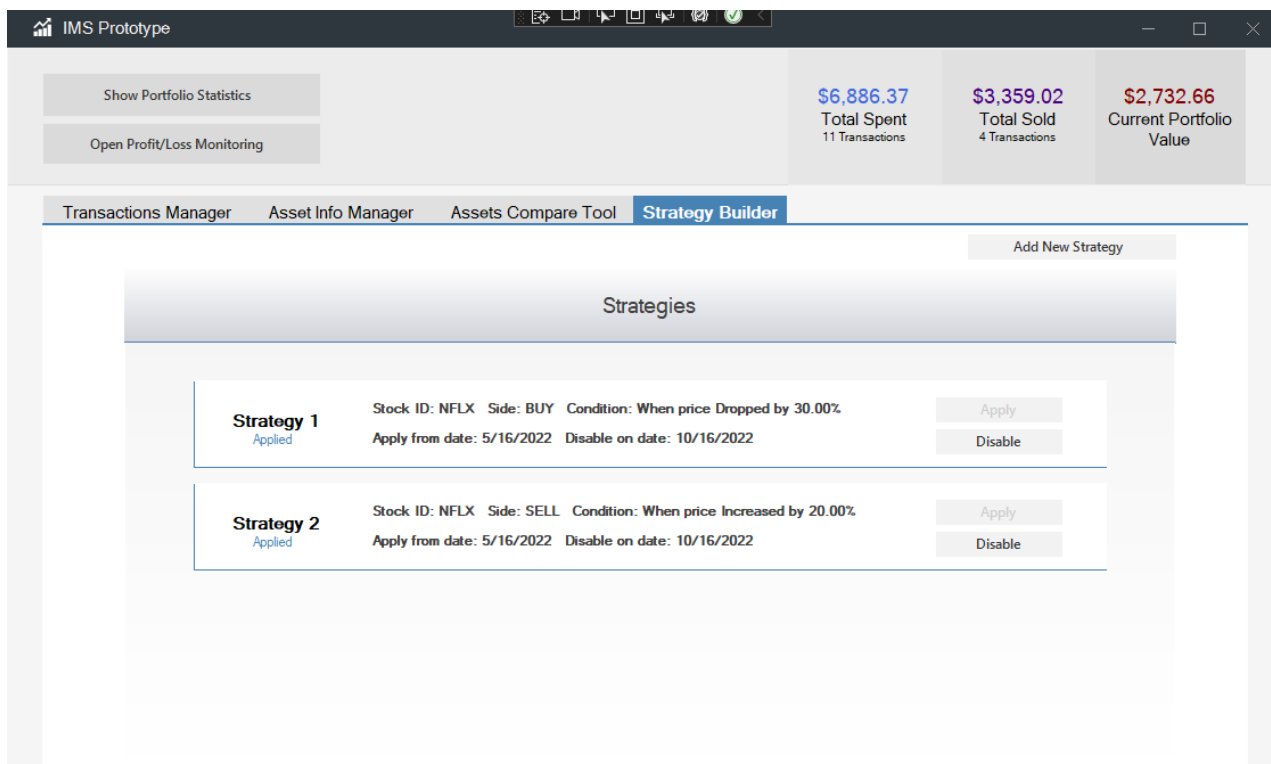 IMS Prototype
Show Portfolio Statistics
Open Profit/Loss Monitoring
$6,886.37
Total Spent
11 Transactions
$3,359.02
Total Sold
4 Transactions
$2,732.66
Current Portfolio
Value
Transactions Manager
Asset Info Manager
Assets Compare Tool
Strategy Builder
Add New Strategy
Strategies
Strategy 1
Applied
Stock ID: NFLX Side: BUY Condition: When price Dropped by 30.00%
Apply from date: 5/16/2022 Disable on date: 10/16/2022
Apply
Disable
Strategy 2
Applied
Stock ID: NFLX Side: SELL Condition: When price Increased by 20.00%
Apply from date: 5/16/2022 Disable on date: 10/16/2022
Apply
Disable